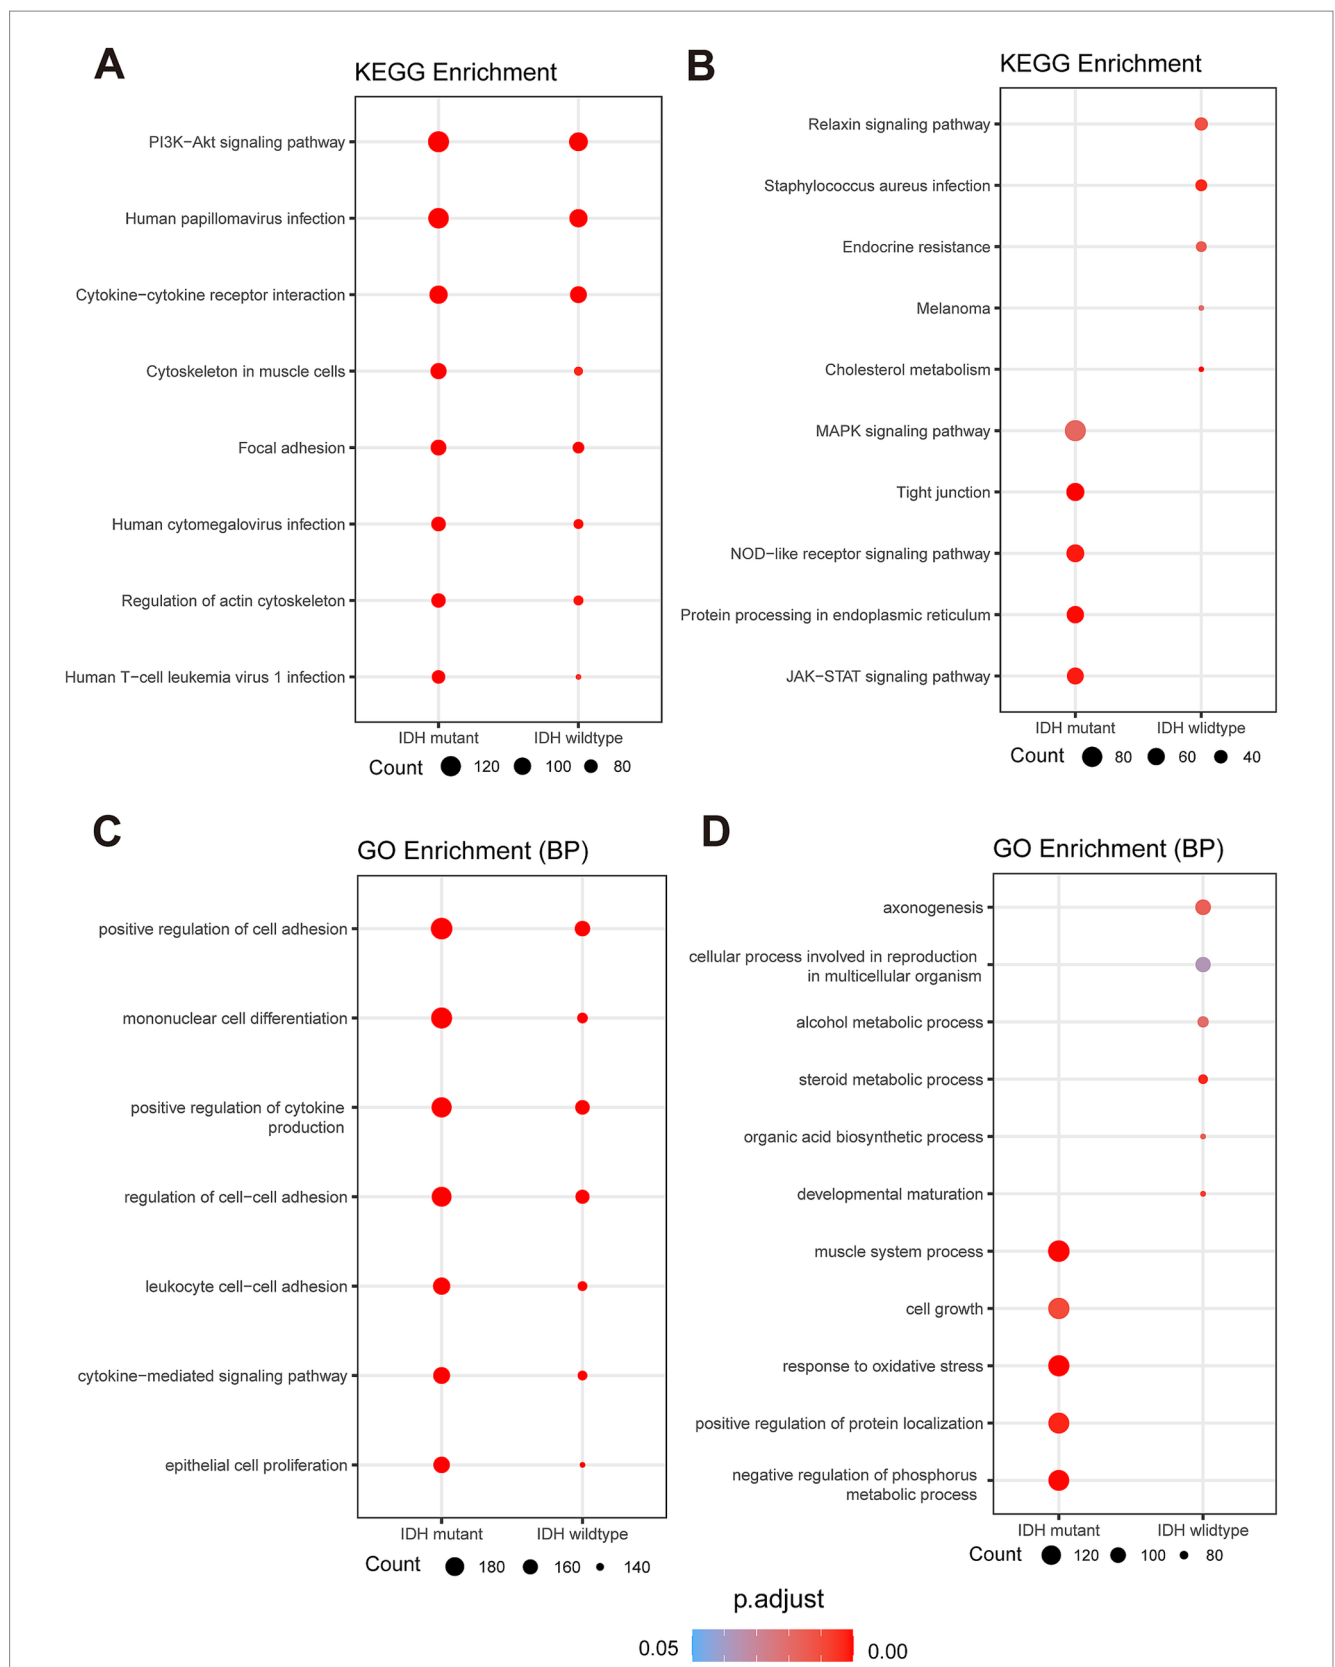 A
KEGG Enrichment
PI3K−Akt signaling pathway
Human papillomavirus infection
Cytokine−cytokine receptor interaction
Cytoskeleton in muscle cells
Focal adhesion
Human cytomegalovirus infection
Regulation of actin cytoskeleton
Human T−cell leukemia virus 1 infection
IDH mutant
IDH wildtype
Count 120 100 80
B
KEGG Enrichment
Relaxin signaling pathway
Staphylococcus aureus infection
Endocrine resistance
Melanoma
Cholesterol metabolism
MAPK signaling pathway
Tight junction
NOD−like receptor signaling pathway
Protein processing in endoplasmic reticulum
JAK−STAT signaling pathway
IDH mutant
IDH wlidtype
Count 80 60 40
C
GO Enrichment (BP)
positive regulation of cell adhesion
mononuclear cell differentiation
positive regulation of cytokine
production
regulation of cell−cell adhesion
leukocyte cell−cell adhesion
cytokine−mediated signaling pathway
epithelial cell proliferation
IDH mutant
IDH wildtype
Count 180 160 140
D
GO Enrichment (BP)
axonogenesis
cellular process involved in reproduction
in multicellular organism
alcohol metabolic process
steroid metabolic process
organic acid biosynthetic process
developmental maturation
muscle system process
cell growth
response to oxidative stress
positive regulation of protein localization
negative regulation of phosphorus
metabolic process
IDH mutant
IDH wlidtype
Count 120 100 80
p.adjust
0.05 0.00